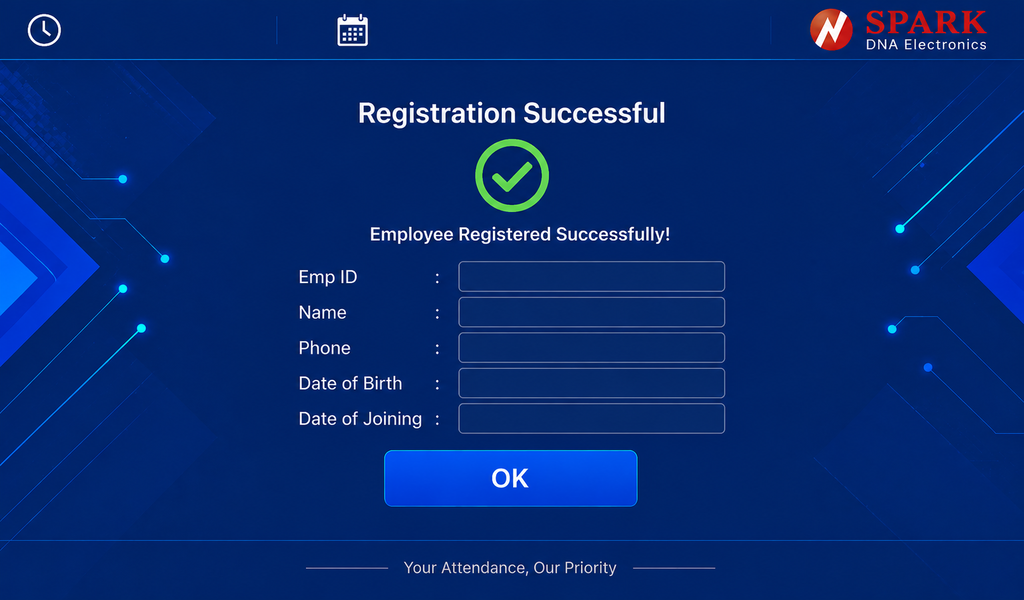 SPARK
DNA Electronics
Registration Successful
Employee Registered Successfully!
Emp ID :
Name :
Phone :
Date of Birth :
Date of Joining :
OK
Your Attendance, Our Priority